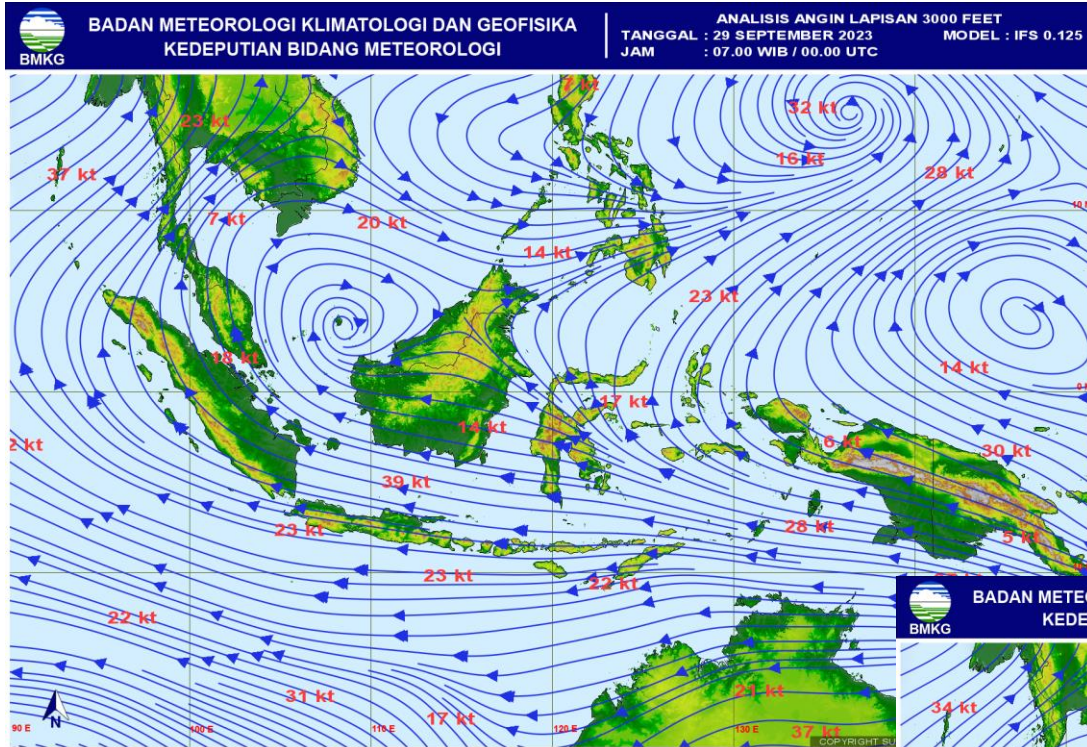 BADAN METEOROLOGI KLIMATOLOGI DAN GEOFISIKA
KEDEPUTIAN BIDANG METEOROLOGI
BMKG
ANALISIS ANGIN LAPISAN 3000 FEET
TANGGAL : 29 SEPTEMBER 2023 MODEL : IFS 0.125
JAM : 07.00 WIB / 00.00 UTC
7 kt
32 kt
23 kt
16 kt
37 kt
28 kt
10 N
7 kt
20 kt
14 kt
23 kt
18 kt
14 kt
0 N
17 kt
14 kt
2 kt
6 kt
30 kt
39 kt
23 kt
28 kt
5 kt
23 kt
22 kt
22 kt
31 kt
17 kt
21 kt
37 kt
N
90 E
100 E
110 E
120 E
130 E
COPYRIGHT SU
BMKG
BADAN METEO
KEDE
34 kt